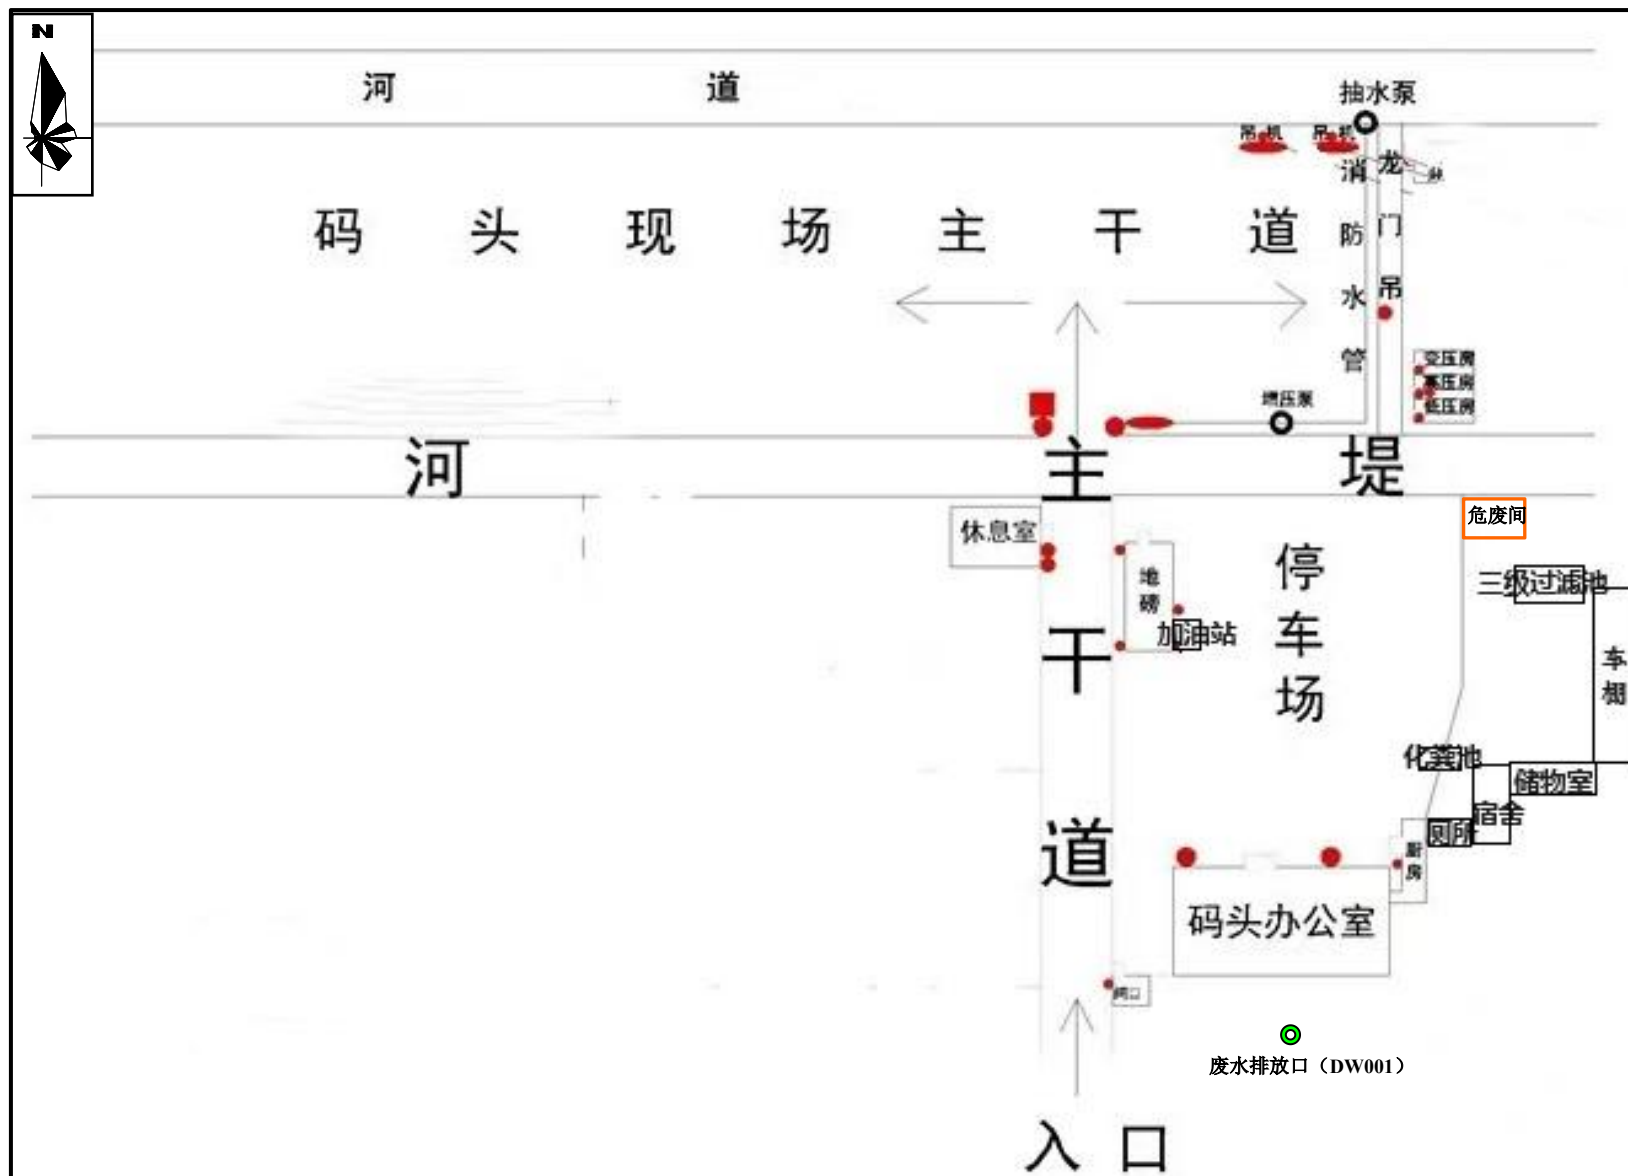 N
河 道
抽水泵
吊 机 吊 机
码 头 现 场 主 干 道
消防水管
龙门吊
变压房
高压房
低压房
增压泵
河 堤
主干道
休息室
地磅
加油站
停车场
危废间
三级过滤池
车棚
化粪池
储物室
宿舍
厕所
厨房
码头办公室
废水排放口（DW001）
入 口